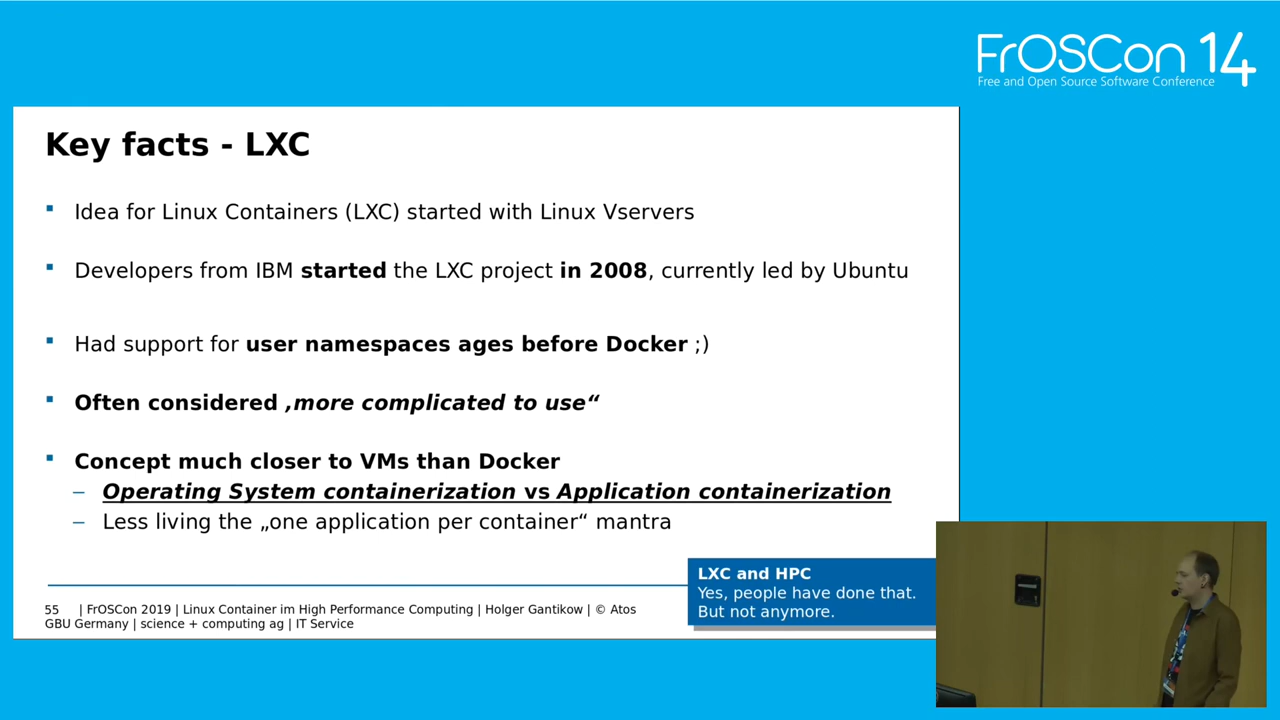 FrOSCon 14
Free and Open Source Software Conference
Key facts - LXC
Idea for Linux Containers (LXC) started with Linux Vservers
Developers from IBM started the LXC project in 2008, currently led by Ubuntu
Had support for user namespaces ages before Docker ;)
Often considered ‚more complicated to use“
Concept much closer to VMs than Docker
– Operating System containerization vs Application containerization
– Less living the „one application per container“ mantra
LXC and HPC
Yes, people have done that.
But not anymore.
55 | FrOSCon 2019 | Linux Container im High Performance Computing | Holger Gantikow | © Atos
GBU Germany | science + computing ag | IT Service